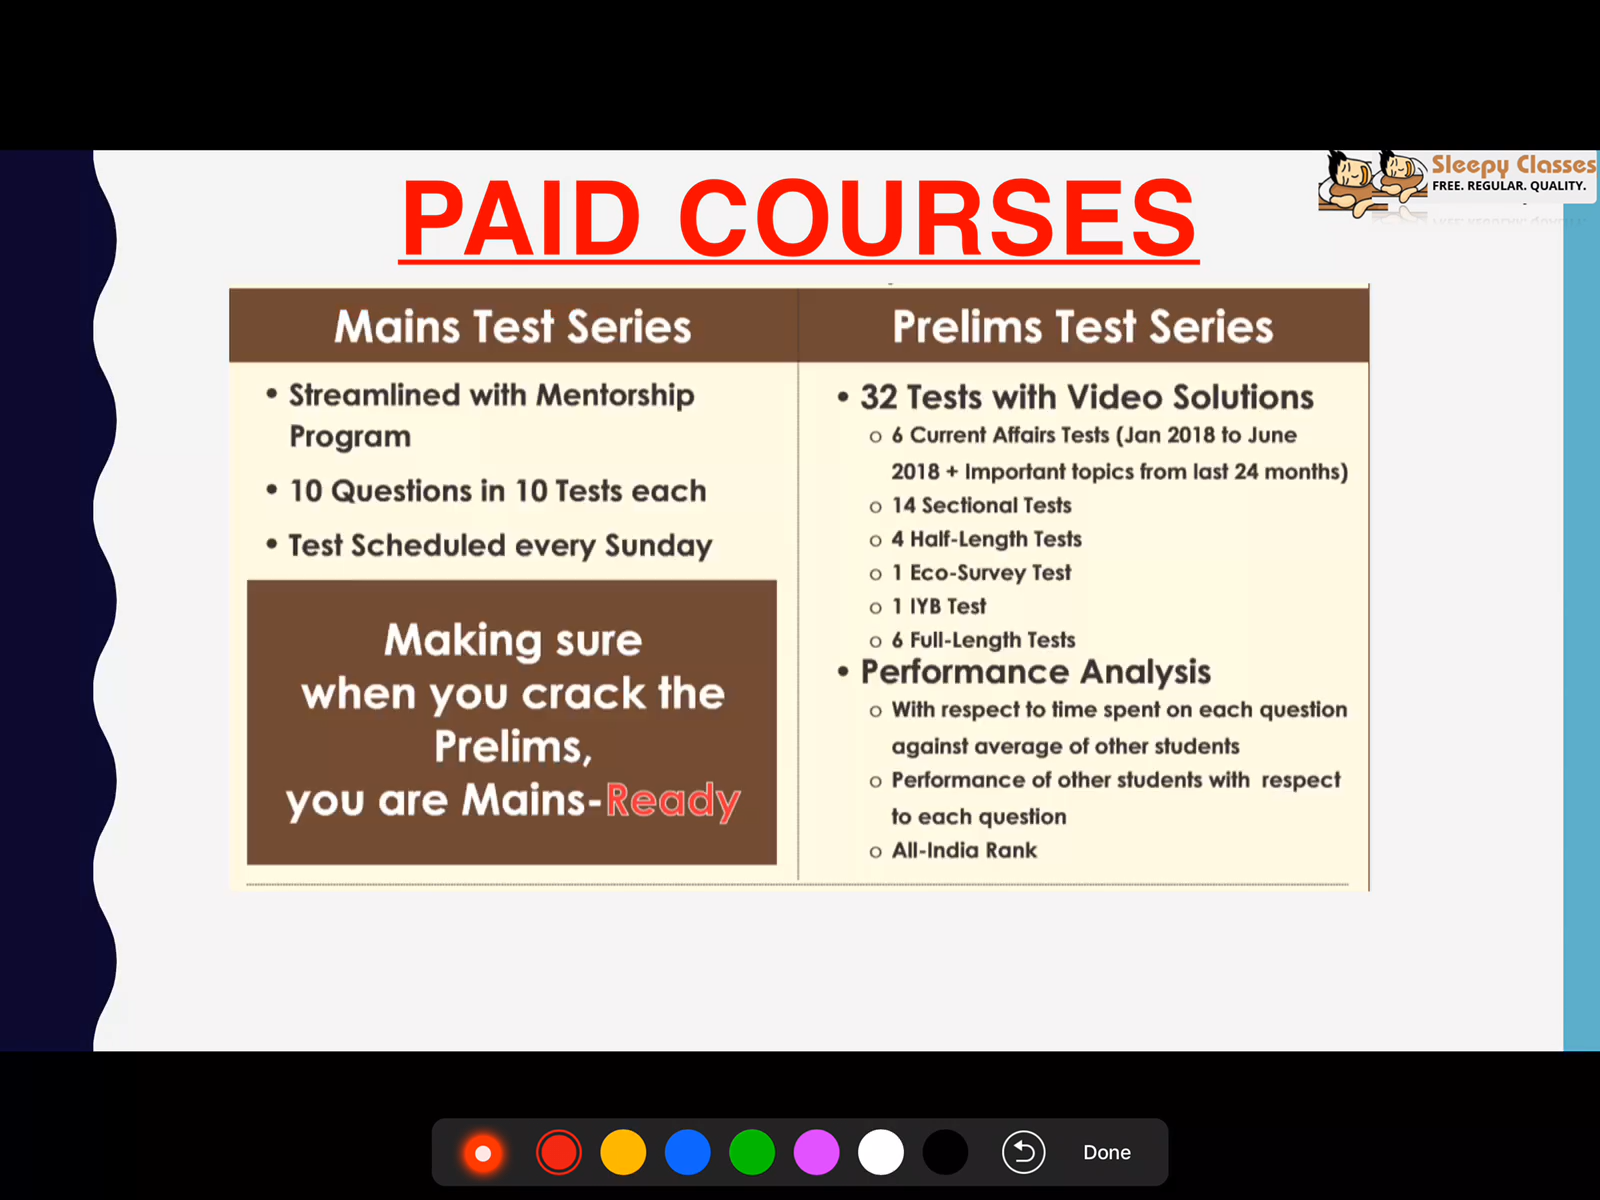 Sleepy Classes
FREE. REGULAR. QUALITY.
PAID COURSES
Mains Test Series
• Streamlined with Mentorship
Program
• 10 Questions in 10 Tests each
• Test Scheduled every Sunday
Making sure
when you crack the
Prelims,
you are Mains-Ready
Prelims Test Series
• 32 Tests with Video Solutions
o 6 Current Affairs Tests (Jan 2018 to June
2018 + Important topics from last 24 months)
o 14 Sectional Tests
o 4 Half-Length Tests
o 1 Eco-Survey Test
o 1 IYB Test
o 6 Full-Length Tests
• Performance Analysis
o With respect to time spent on each question
against average of other students
o Performance of other students with respect
to each question
o All-India Rank
Done